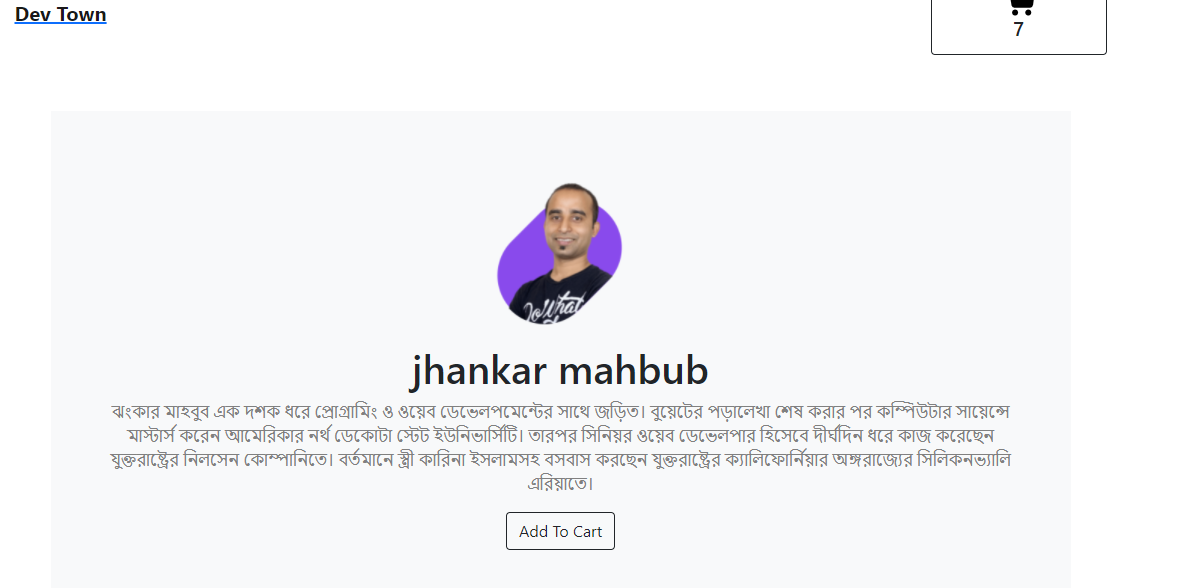 Dev Town
7
jhankar mahbub
ঝংকার মাহবুব এক দশক ধরে প্রোগ্রামিং ও ওয়েব ডেভেলপমেন্টের সাথে জড়িত। বুয়েটের পড়ালেখা শেষ করার পর কম্পিউটার সায়েন্সে
মাস্টার্স করেন আমেরিকার নর্থ ডেকোটা স্টেট ইউনিভার্সিটি। তারপর সিনিয়র ওয়েব ডেভেলপার হিসেবে দীর্ঘদিন ধরে কাজ করেছেন
যুক্তরাষ্ট্রের নিলসেন কোম্পানিতে। বর্তমানে স্ত্রী কারিনা ইসলামসহ বসবাস করছেন যুক্তরাষ্ট্রের ক্যালিফোর্নিয়ার অঙ্গরাজ্যের সিলিকনভ্যালি
এরিয়াতে।
Add To Cart